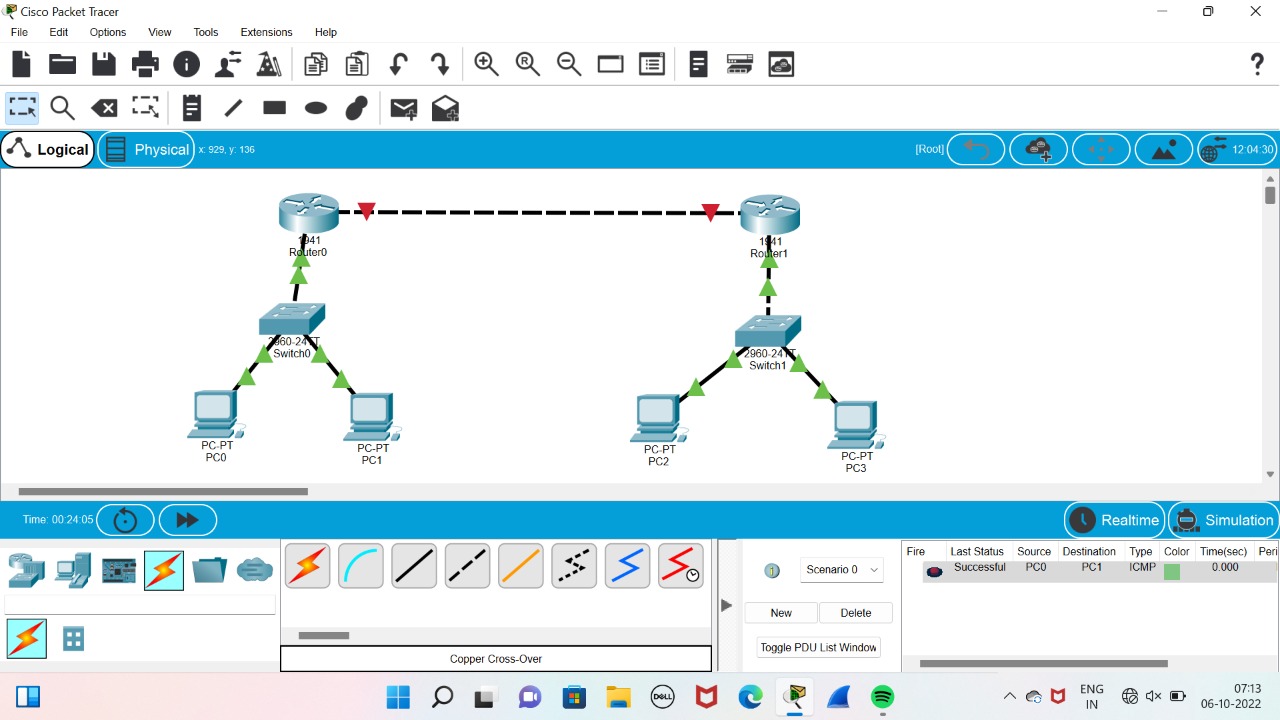 Cisco Packet Tracer
File Edit Options View Tools Extensions Help
Logical Physical x: 929, y: 136 [Root] 12:04:30
1941
Router0
1941
Router1
2960-24TT
Switch0
2960-24TT
Switch1
PC-PT
PC0
PC-PT
PC1
PC-PT
PC2
PC-PT
PC3
Time: 00:24:05 Realtime Simulation
Scenario 0
New Delete
Toggle PDU List Window
Fire Last Status Source Destination Type Color Time(sec) Peri
Successful PC0 PC1 ICMP 0.000
Copper Cross-Over
DELL
ENG
IN
07:13
06-10-2022